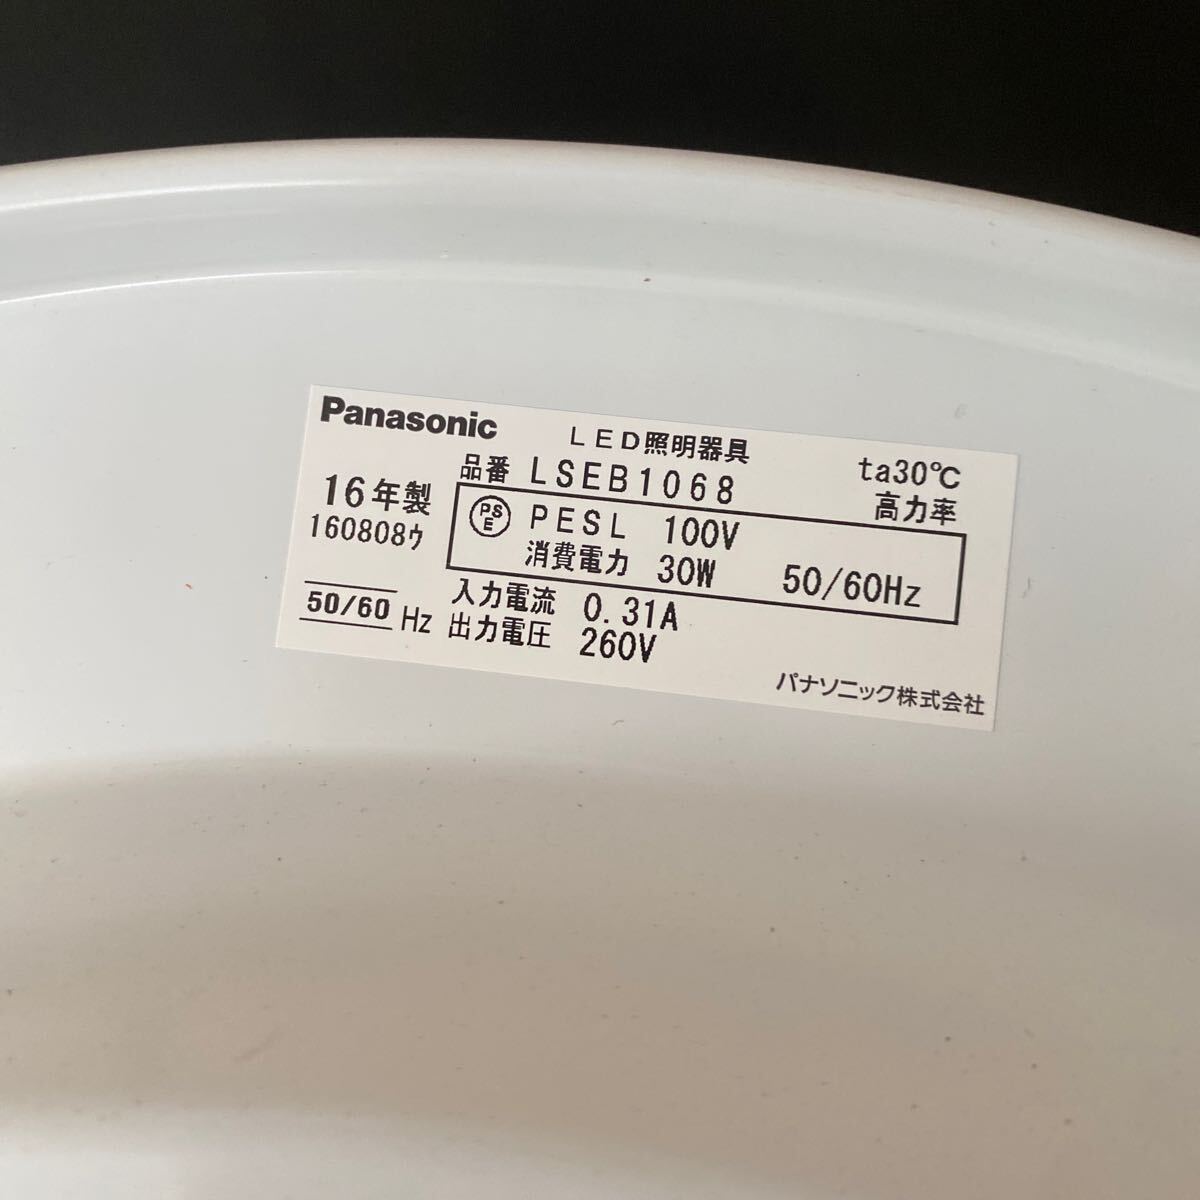 Panasonic LED照明器具 ta30℃
品番 LSEB1068 高力率
16年製
160808ｳ
PS
E
PESL 100V
消費電力 30W 50/60Hz
50/60 Hz
入力電流 0.31A
出力電圧 260V
パナソニック株式会社